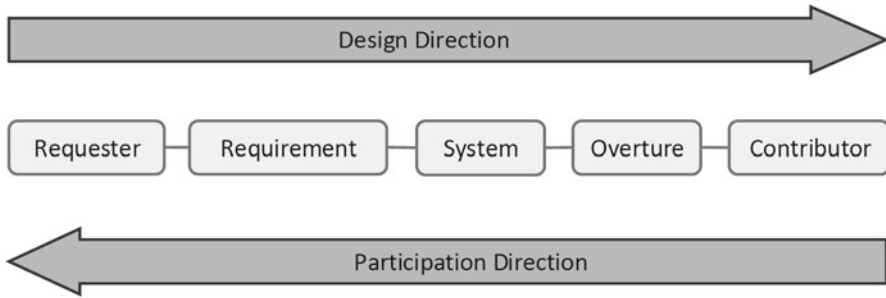 Design Direction
Requester Requirement System Overture Contributor
Participation Direction